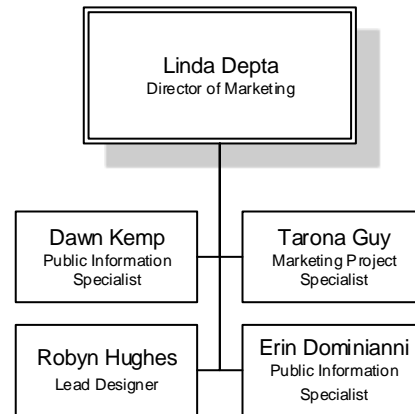 Linda Depta
Director of Marketing
Dawn Kemp
Public Information
Specialist
Tarona Guy
Marketing Project
Specialist
Robyn Hughes
Lead Designer
Erin Dominianni
Public Information
Specialist